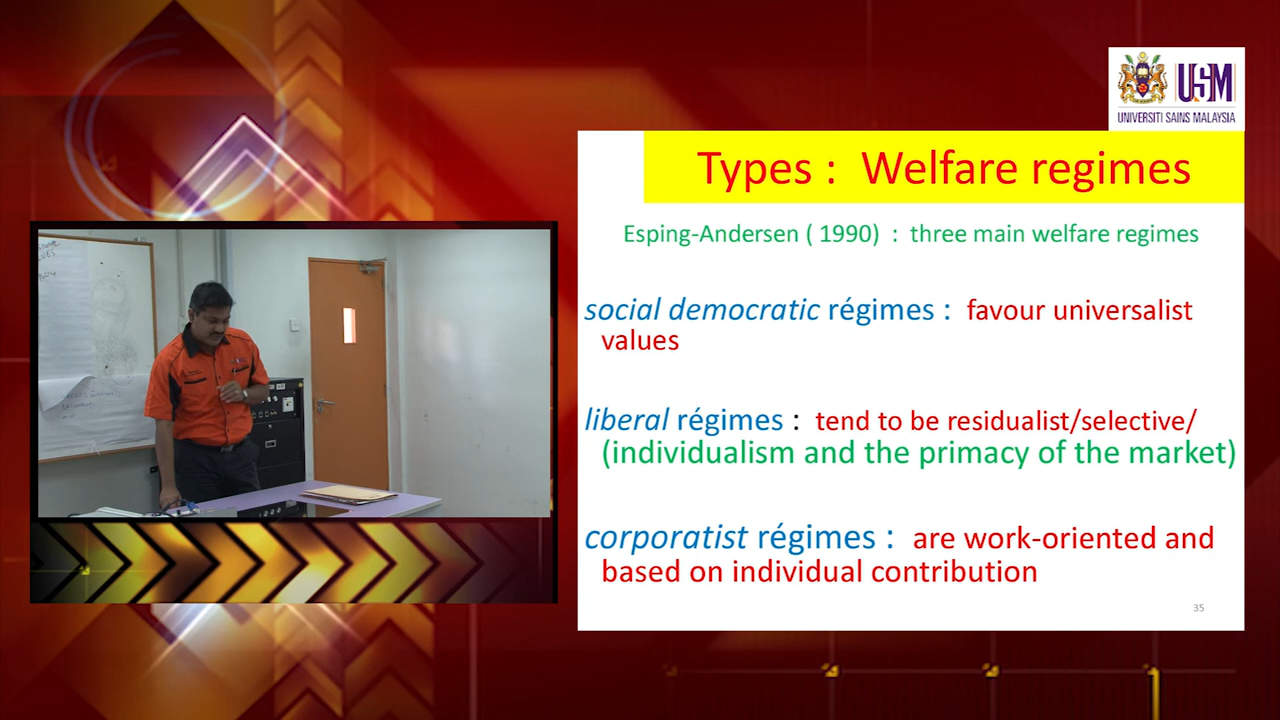 USM
UNIVERSITI SAINS MALAYSIA
Types : Welfare regimes
Esping-Andersen ( 1990) : three main welfare regimes
social democratic régimes : favour universalist
values
liberal régimes : tend to be residualist/selective/
(individualism and the primacy of the market)
corporatist régimes : are work-oriented and
based on individual contribution
35